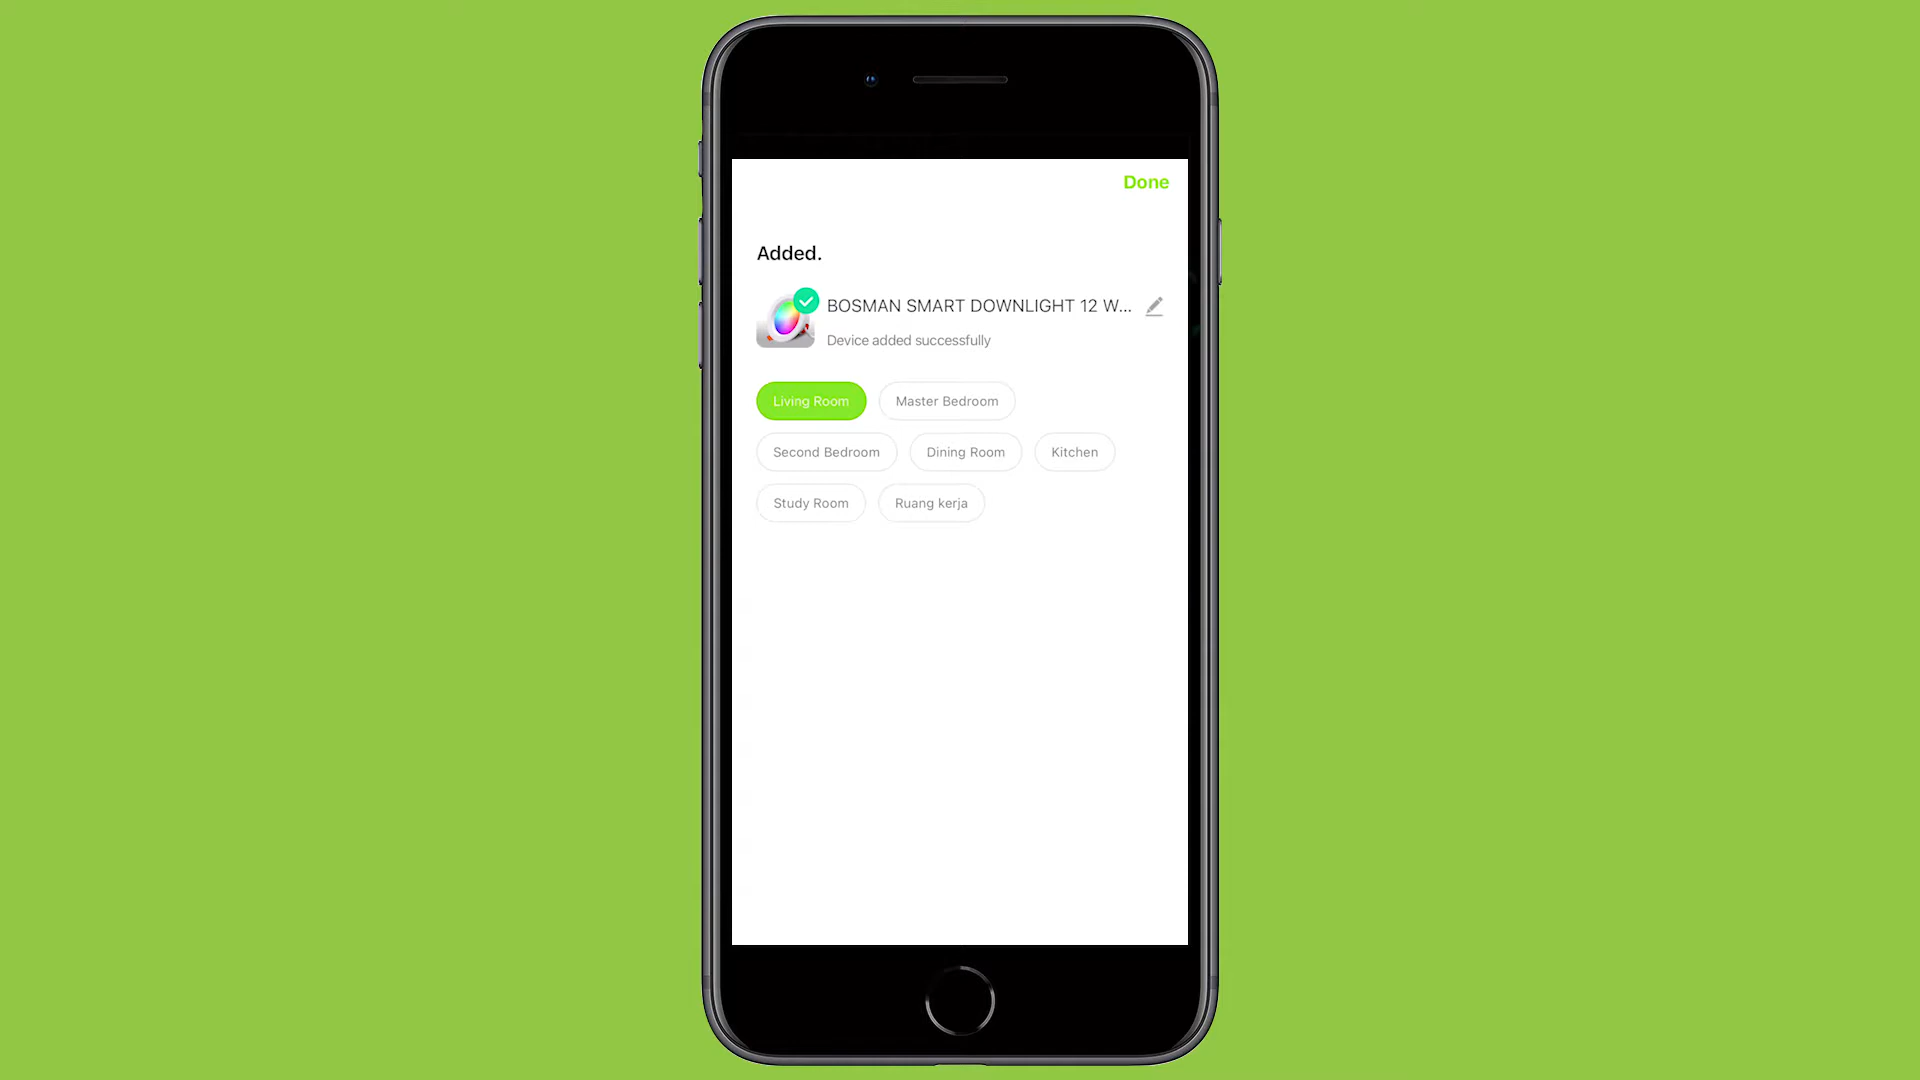 Done
Added.
BOSMAN SMART DOWNLIGHT 12 W...
Device added successfully
Living Room
Master Bedroom
Second Bedroom
Dining Room
Kitchen
Study Room
Ruang kerja